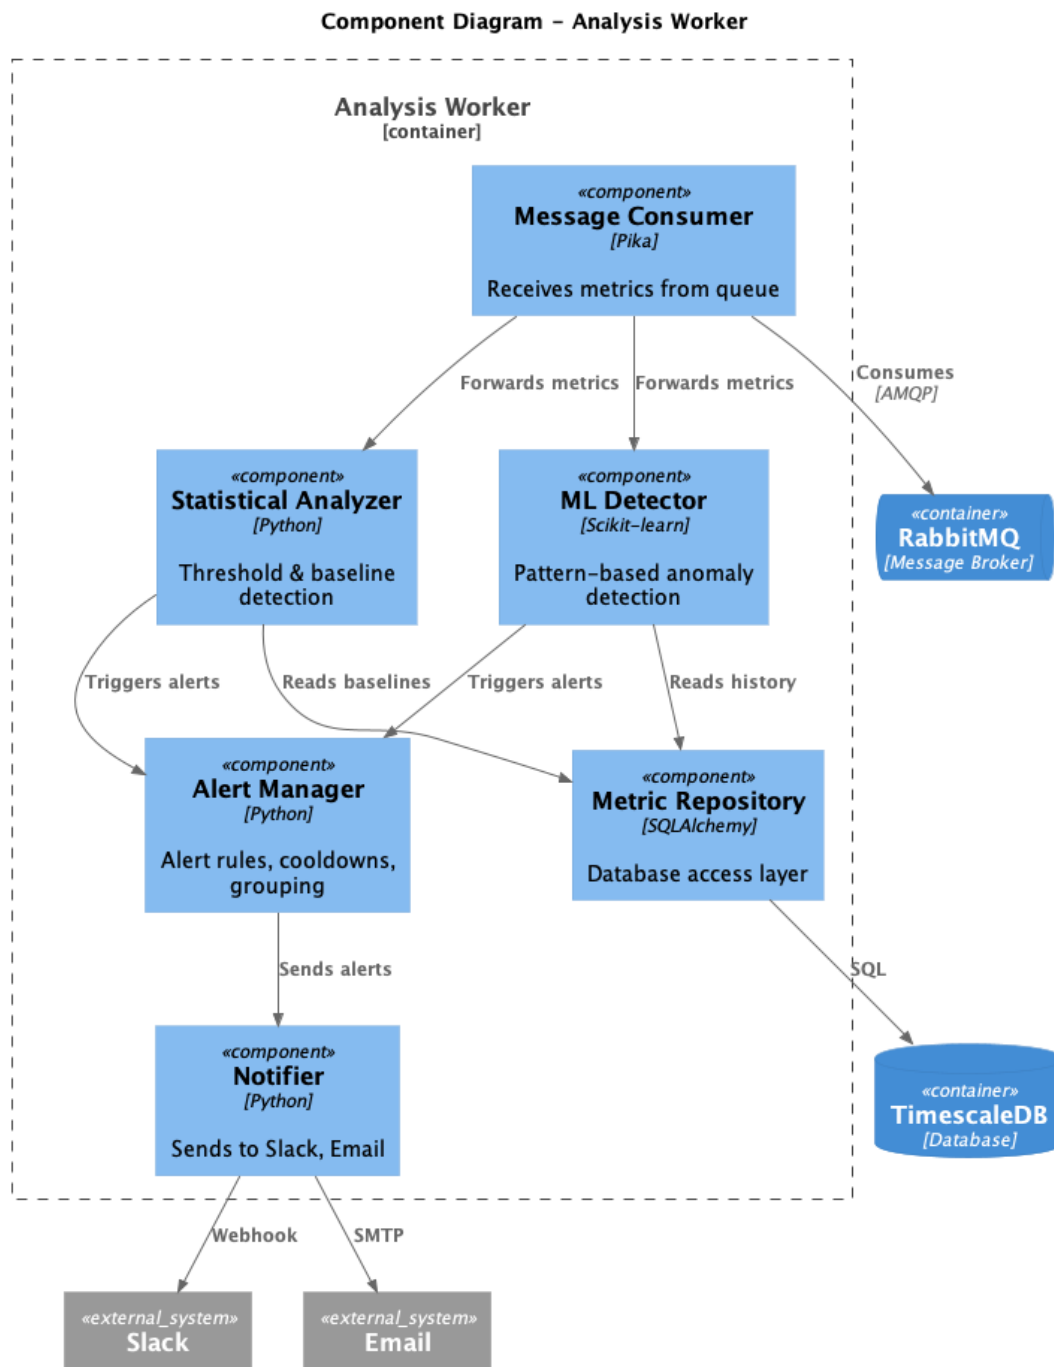 Component Diagram - Analysis Worker
Analysis Worker
[container]
«component»
Message Consumer
[Pika]
Receives metrics from queue
Forwards metrics
Forwards metrics
Consumes
[AMQP]
«component»
Statistical Analyzer
[Python]
Threshold & baseline
detection
«component»
ML Detector
[Scikit-learn]
Pattern-based anomaly
detection
«container»
RabbitMQ
[Message Broker]
Triggers alerts
Reads baselines
Triggers alerts
Reads history
«component»
Alert Manager
[Python]
Alert rules, cooldowns,
grouping
«component»
Metric Repository
[SQLAlchemy]
Database access layer
Sends alerts
SQL
«component»
Notifier
[Python]
Sends to Slack, Email
«container»
TimescaleDB
[Database]
Webhook
SMTP
«external_system»
Slack
«external_system»
Email